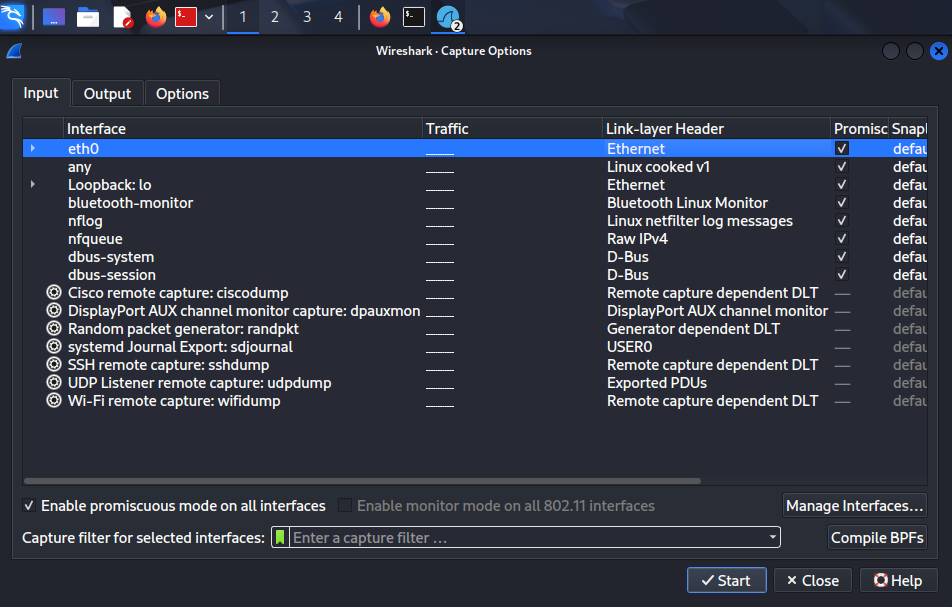 1 2 3 4 2
Wireshark · Capture Options
Input Output Options
Interface Traffic Link-layer Header Promisc Snapl
eth0 Ethernet defau
any Linux cooked v1 defau
Loopback: lo Ethernet defau
bluetooth-monitor Bluetooth Linux Monitor defau
nflog Linux netfilter log messages defau
nfqueue Raw IPv4 defau
dbus-system D-Bus defau
dbus-session D-Bus defau
Cisco remote capture: ciscodump Remote capture dependent DLT — defau
DisplayPort AUX channel monitor capture: dpauxmon DisplayPort AUX channel monitor — defau
Random packet generator: randpkt Generator dependent DLT — defau
systemd Journal Export: sdjournal USER0 — defau
SSH remote capture: sshdump Remote capture dependent DLT — defau
UDP Listener remote capture: udpdump Exported PDUs — defau
Wi-Fi remote capture: wifidump Remote capture dependent DLT — defau
Enable promiscuous mode on all interfaces Enable monitor mode on all 802.11 interfaces Manage Interfaces...
Capture filter for selected interfaces: Enter a capture filter ... Compile BPFs
Start Close Help